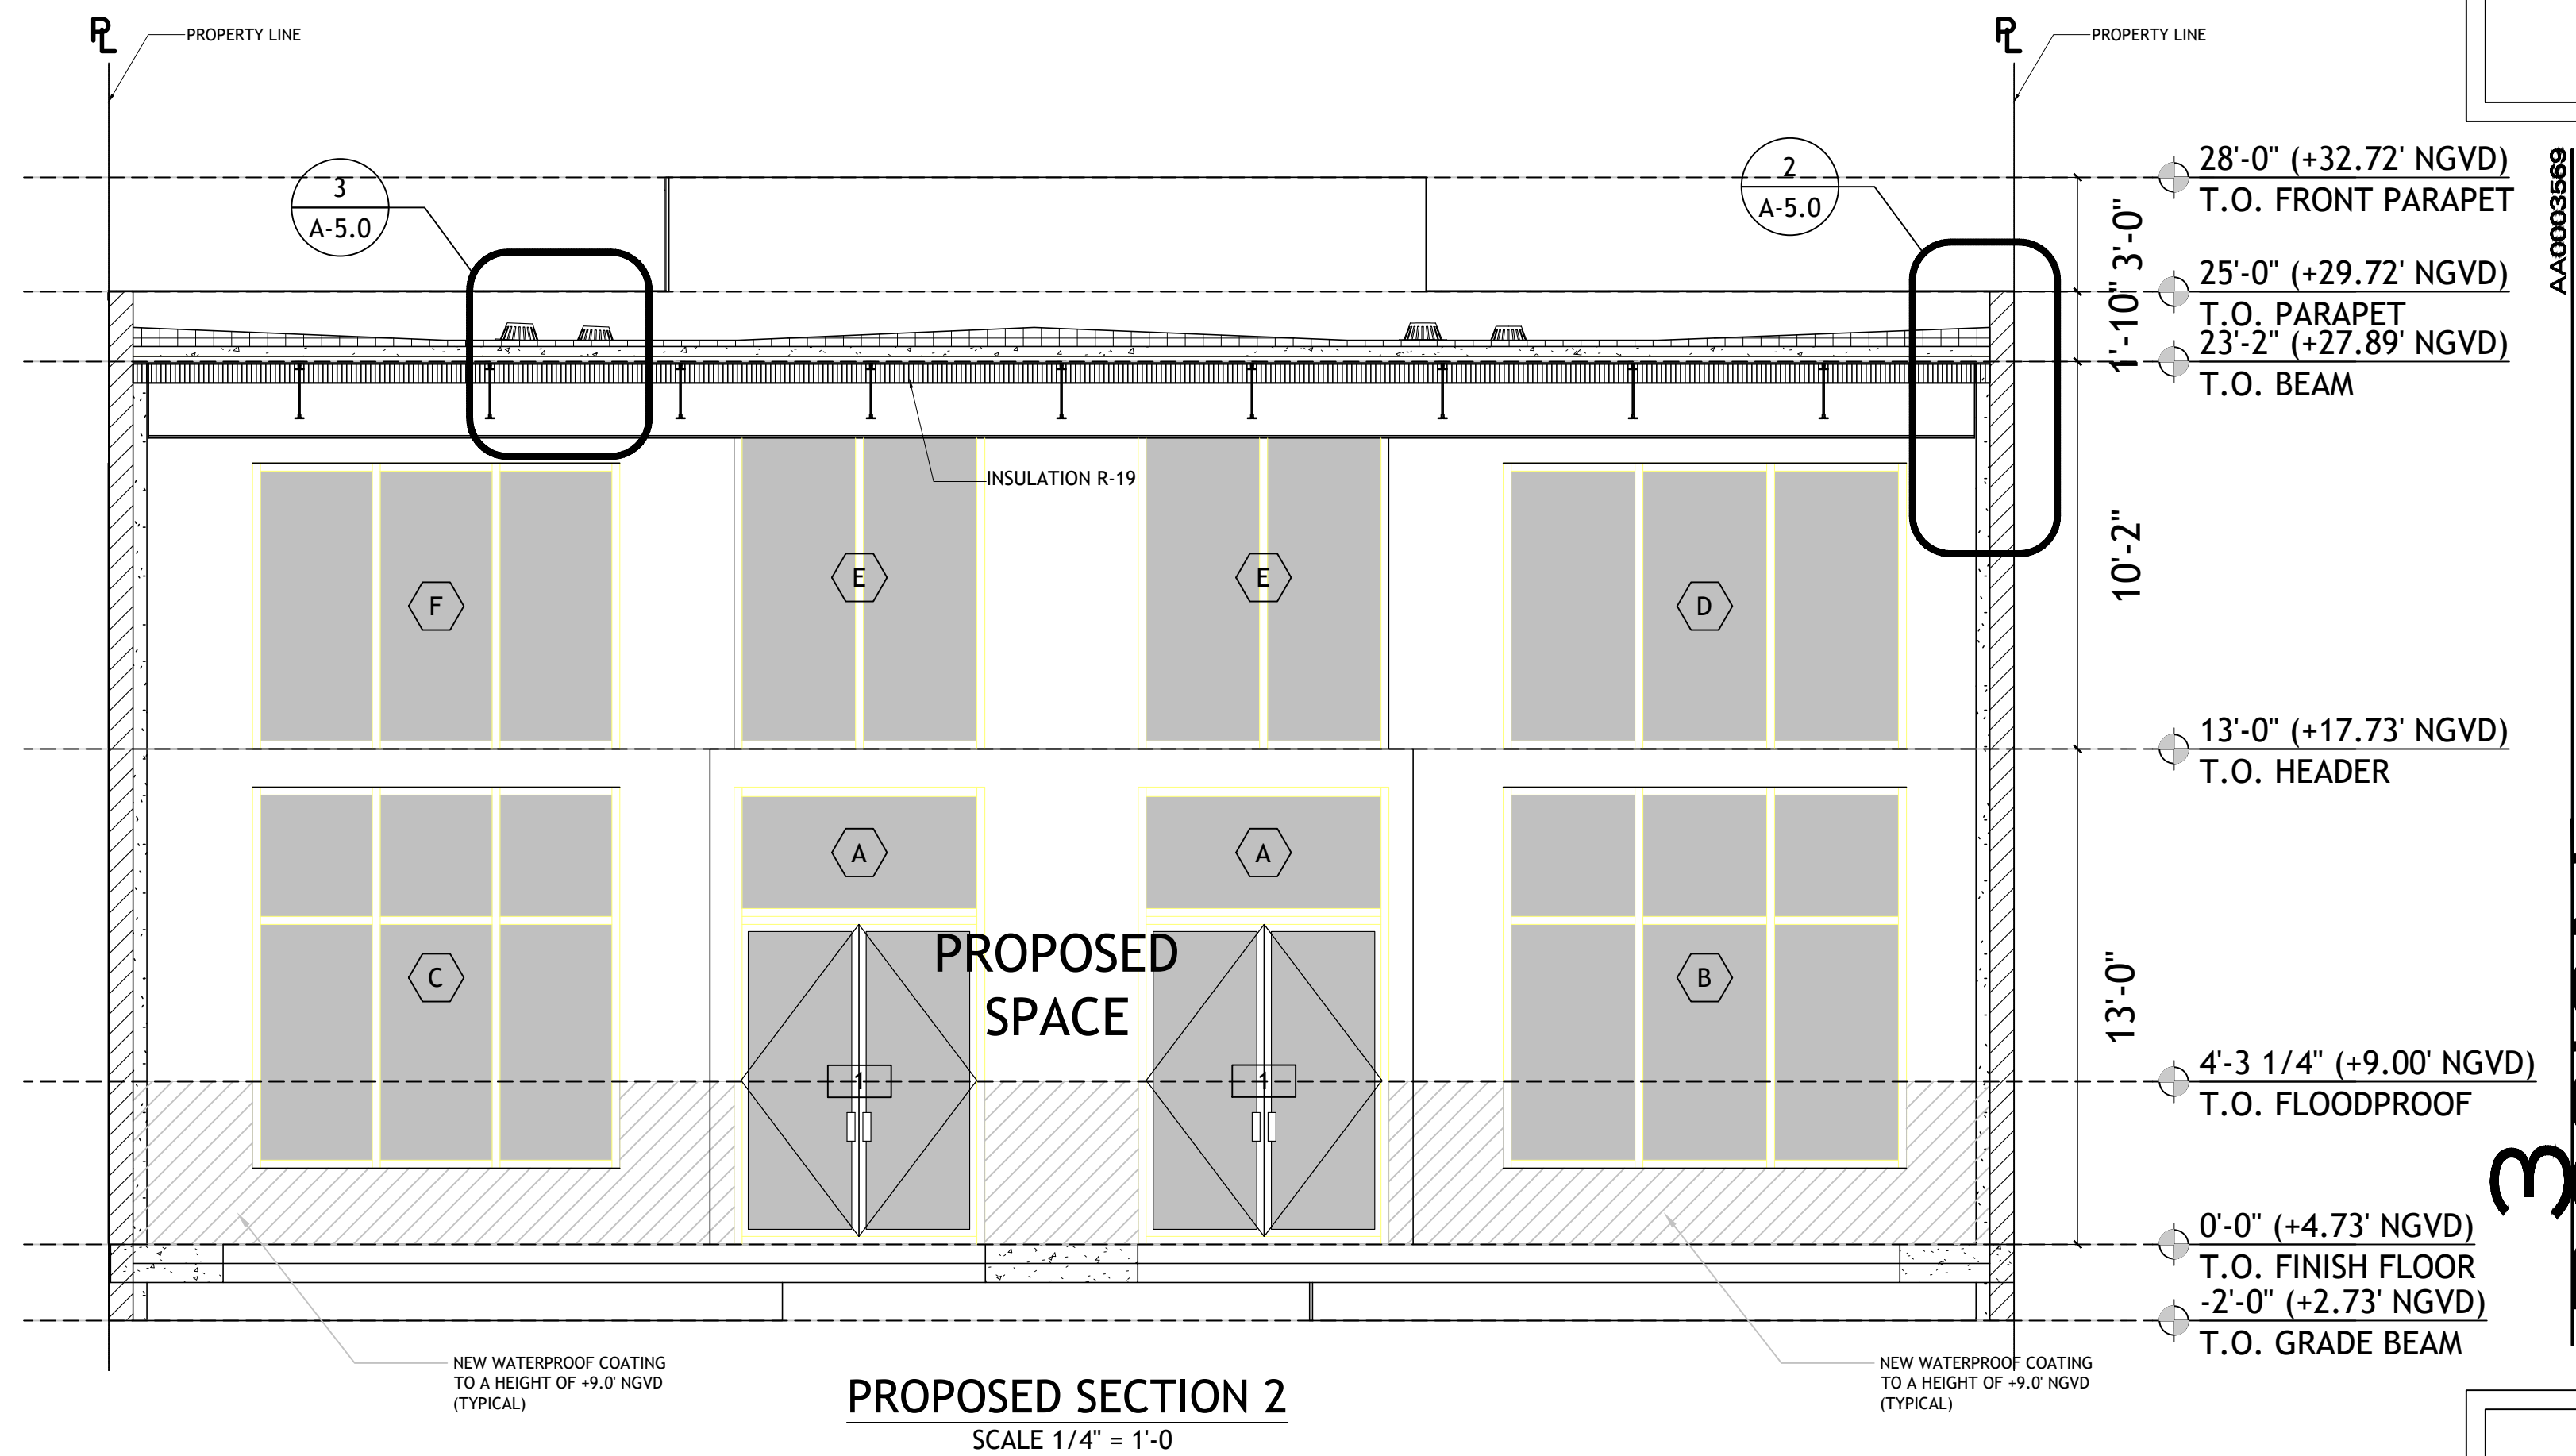 PL
PROPERTY LINE
PL
PROPERTY LINE
3
A-5.0
2
A-5.0
28'-0" (+32.72' NGVD)
T.O. FRONT PARAPET
3'-0"
25'-0" (+29.72' NGVD)
T.O. PARAPET
1'-10"
23'-2" (+27.89' NGVD)
T.O. BEAM
AA0003569
INSULATION R-19
F
E
E
D
10'-2"
13'-0" (+17.73' NGVD)
T.O. HEADER
A
A
C
B
PROPOSED
SPACE
13'-0"
1
1
4'-3 1/4" (+9.00' NGVD)
T.O. FLOODPROOF
3
0'-0" (+4.73' NGVD)
T.O. FINISH FLOOR
-2'-0" (+2.73' NGVD)
T.O. GRADE BEAM
NEW WATERPROOF COATING
TO A HEIGHT OF +9.0' NGVD
(TYPICAL)
NEW WATERPROOF COATING
TO A HEIGHT OF +9.0' NGVD
(TYPICAL)
PROPOSED SECTION 2
SCALE 1/4" = 1'-0